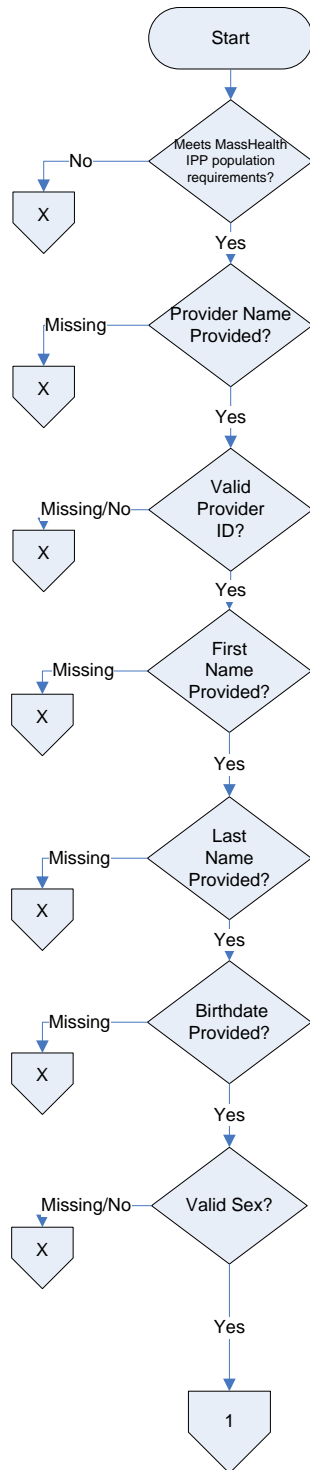 Start
Meets MassHealth
IPP population
requirements?
No
X
Yes
Provider Name
Provided?
Missing
X
Yes
Valid
Provider
ID?
Missing/No
X
Yes
First
Name
Provided?
Missing
X
Yes
Last
Name
Provided?
Missing
X
Yes
Birthdate
Provided?
Missing
X
Yes
Valid Sex?
Missing/No
X
Yes
1